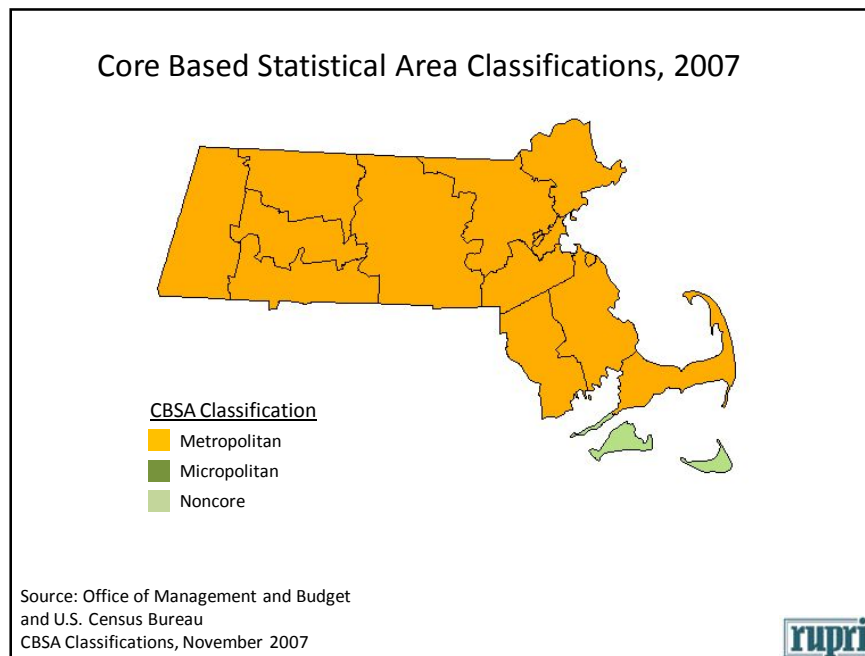 Core Based Statistical Area Classifications, 2007
CBSA Classification
Metropolitan
Micropolitan
Noncore
Source: Office of Management and Budget
and U.S. Census Bureau
CBSA Classifications, November 2007
rupri